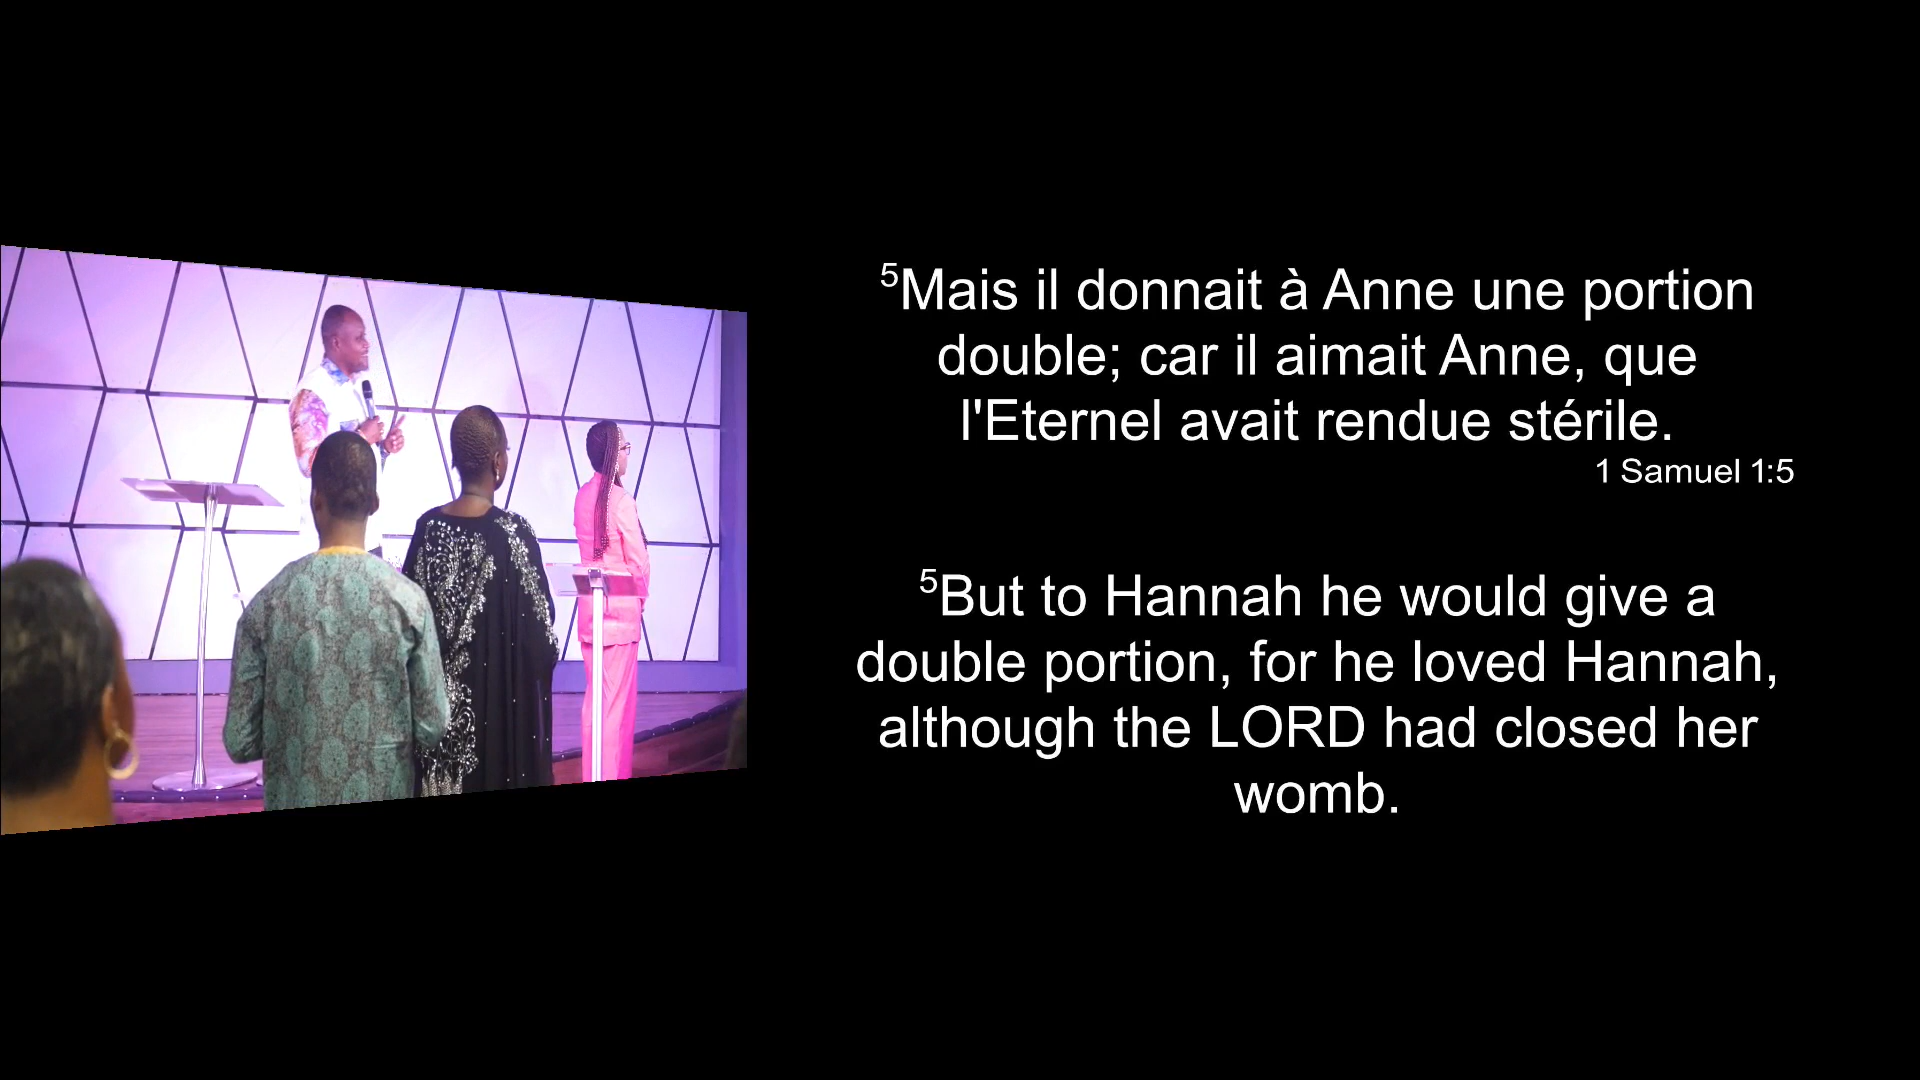 5Mais il donnait à Anne une portion
double; car il aimait Anne, que
l'Eternel avait rendue stérile.
1 Samuel 1:5
5But to Hannah he would give a
double portion, for he loved Hannah,
although the LORD had closed her
womb.